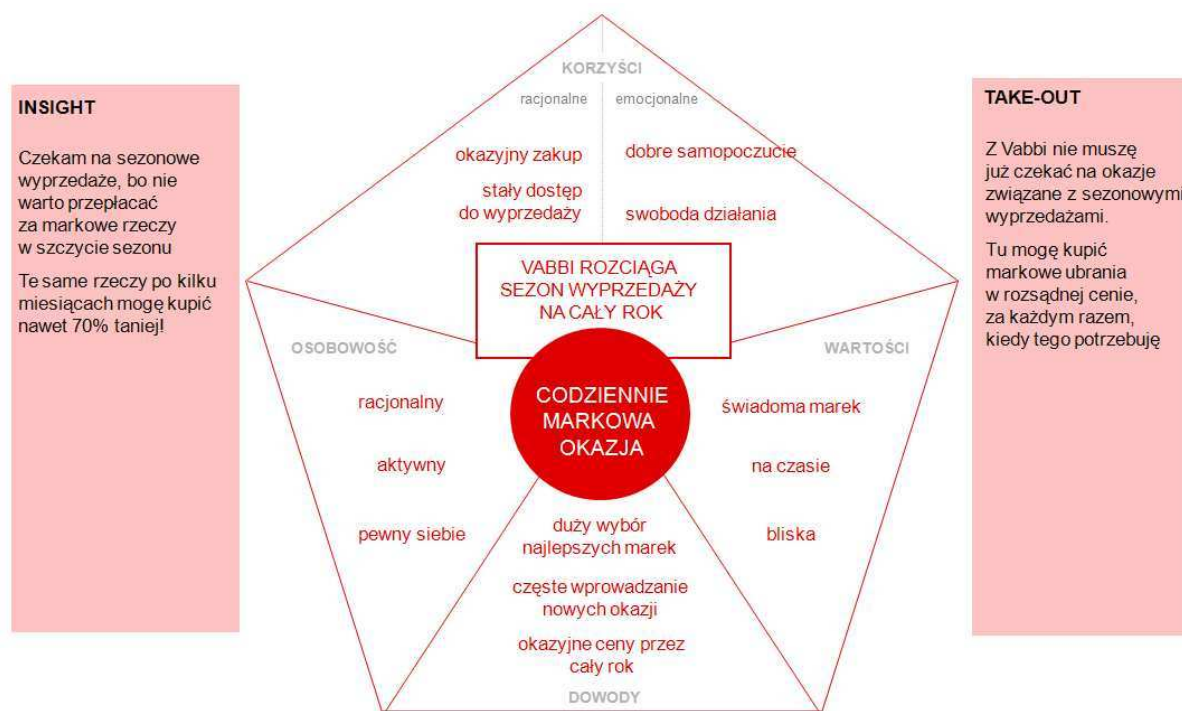 INSIGHT
Czekam na sezonowe
wyprzedaże, bo nie
warto przepłacać
za markowe rzeczy
w szczycie sezonu
Te same rzeczy po kilku
miesiącach mogę kupić
nawet 70% taniej!
KORZYŚCI
racjonalne
emocjonalne
okazyjny zakup
stały dostęp
do wyprzedaży
dobre samopoczucie
swoboda działania
VABBI ROZCIĄGA
SEZON WYPRZEDAŻY
NA CAŁY ROK
CODZIENNIE
MARKOWA
OKAZJA
OSOBOWOŚĆ
racjonalny
aktywny
pewny siebie
WARTOŚCI
świadoma marek
na czasie
bliska
duży wybór
najlepszych marek
częste wprowadzanie
nowych okazji
okazyjne ceny przez
cały rok
DOWODY
TAKE-OUT
Z Vabbi nie muszę
już czekać na okazje
związane z sezonowymi
wyprzedażami.
Tu mogę kupić
markowe ubrania
w rozsądnej cenie,
za każdym razem,
kiedy tego potrzebuję